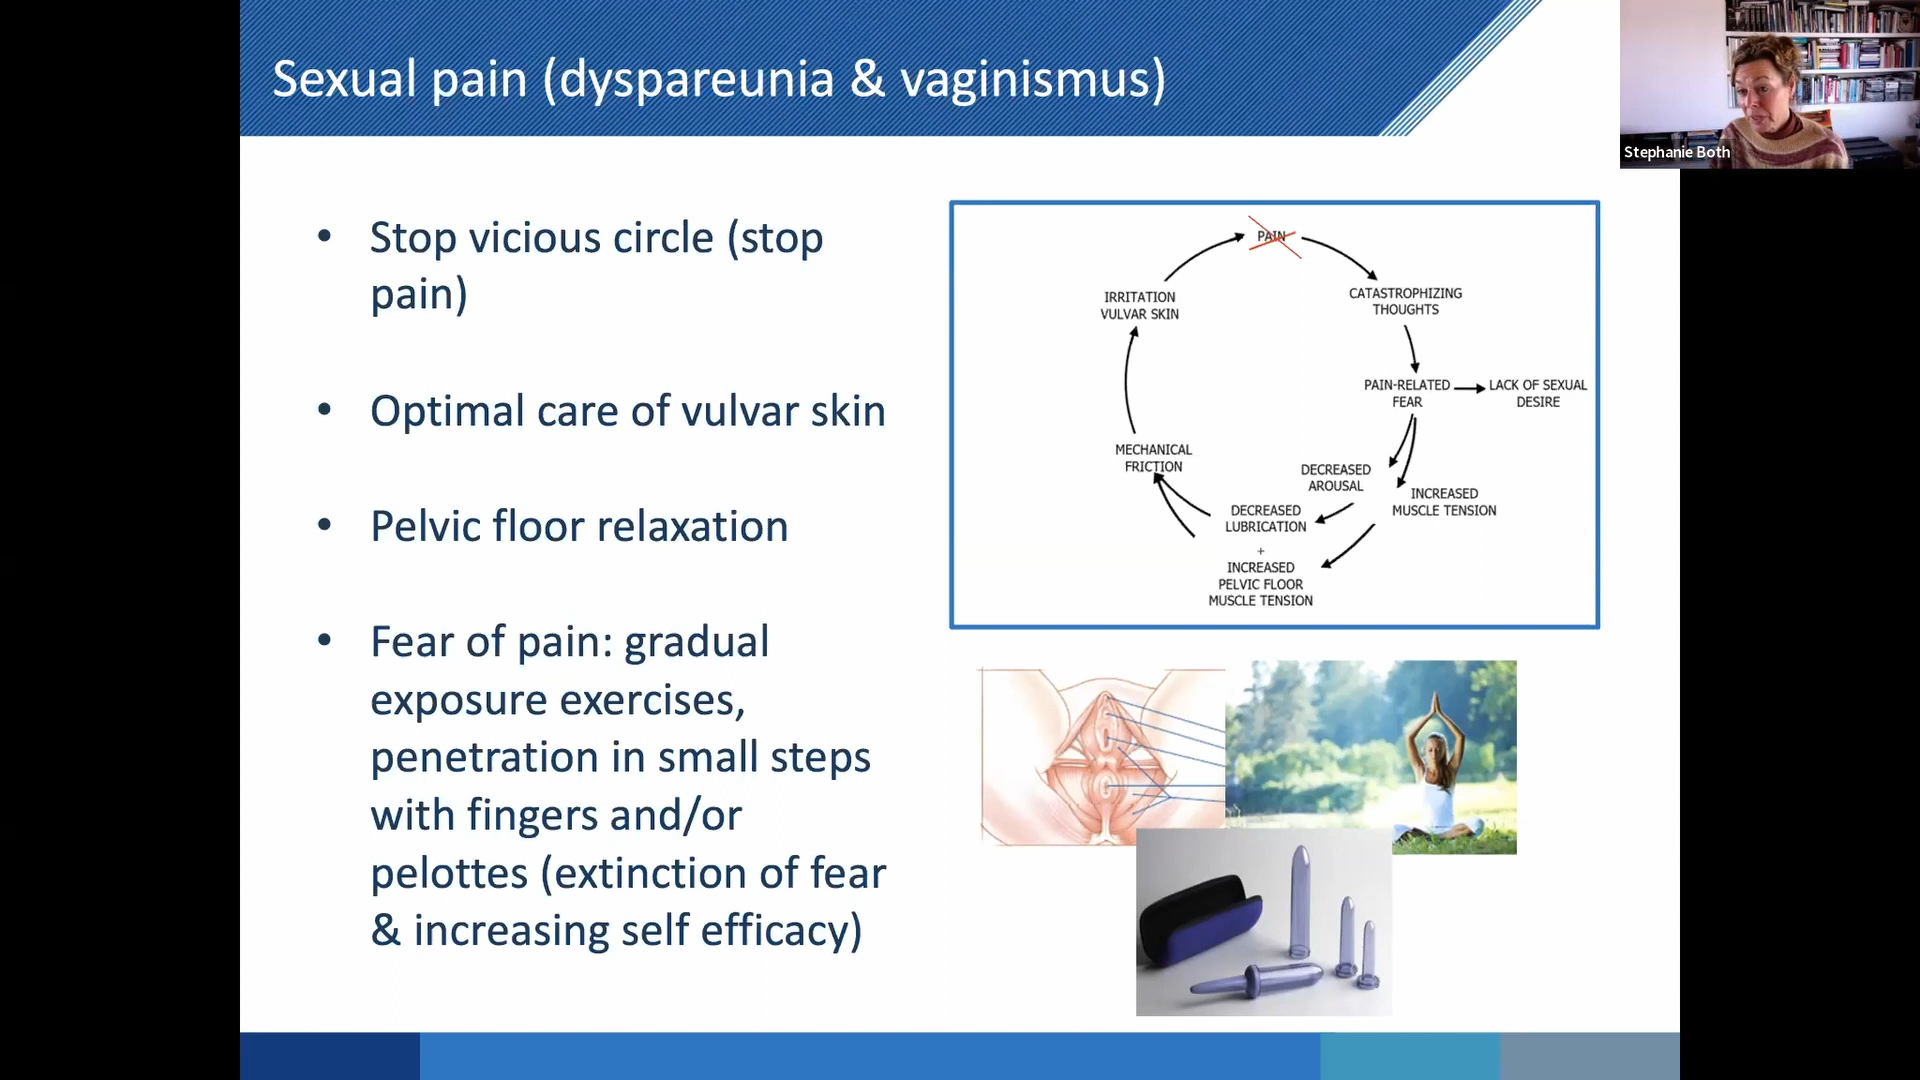 Sexual pain (dyspareunia & vaginismus)
Stephanie Both
• Stop vicious circle (stop
pain)
• Optimal care of vulvar skin
• Pelvic floor relaxation
• Fear of pain: gradual
exposure exercises,
penetration in small steps
with fingers and/or
pelottes (extinction of fear
& increasing self efficacy)
PAIN
CATASTROPHIZING
THOUGHTS
PAIN-RELATED
FEAR
LACK OF SEXUAL
DESIRE
DECREASED
AROUSAL
INCREASED
MUSCLE TENSION
DECREASED
LUBRICATION
+
INCREASED
PELVIC FLOOR
MUSCLE TENSION
MECHANICAL
FRICTION
IRRITATION
VULVAR SKIN